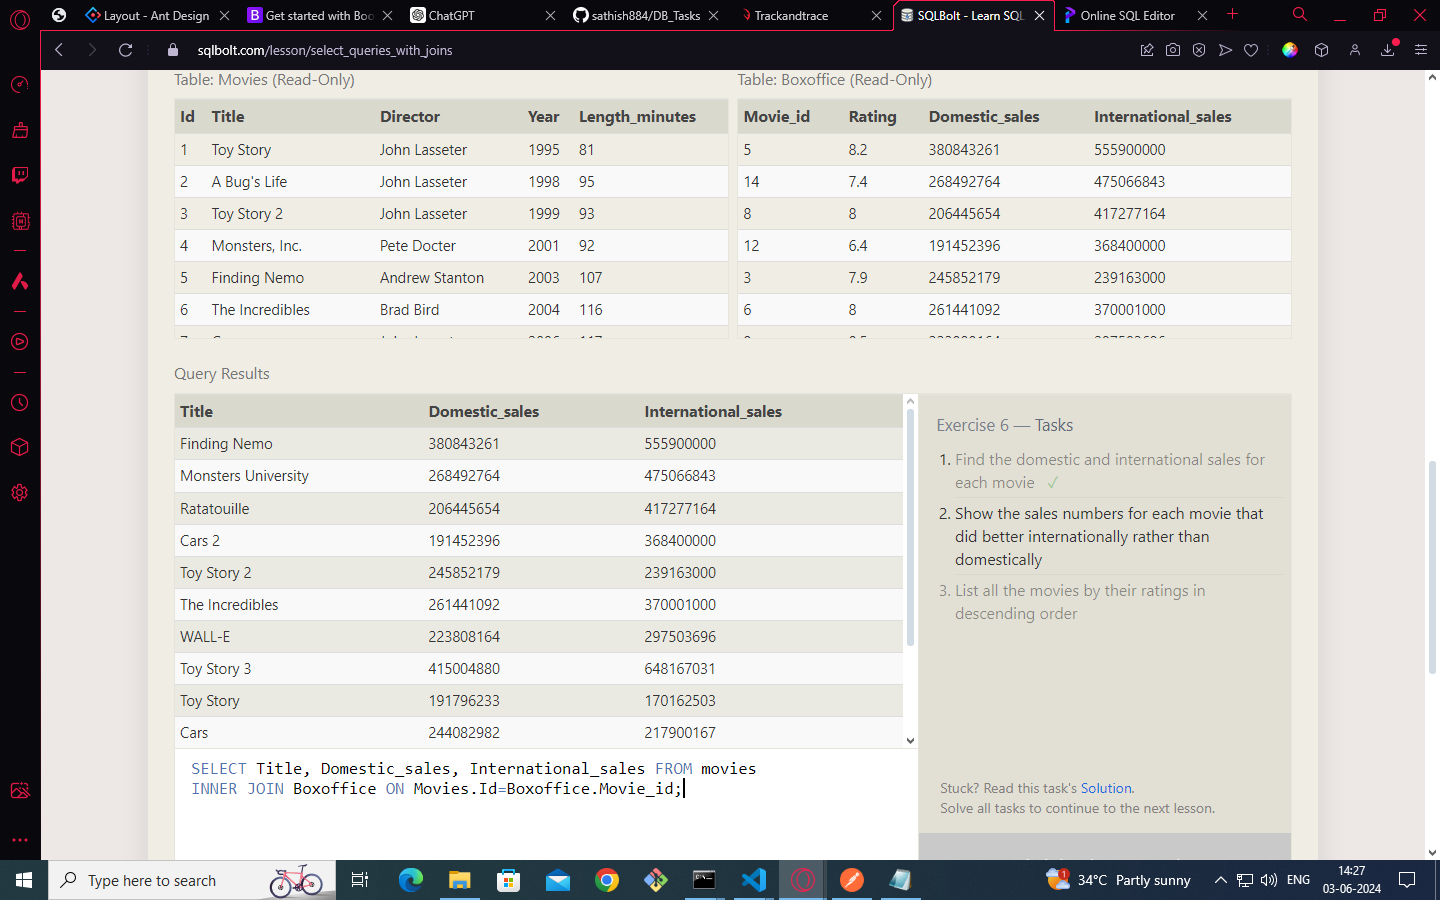 Layout - Ant Design
Get started with Boo
ChatGPT
sathish884/DB_Tasks
Trackandtrace
SQLBolt - Learn SQL
Online SQL Editor
sqlbolt.com/lesson/select_queries_with_joins
Table: Movies (Read-Only)
Table: Boxoffice (Read-Only)
Id Title Director Year Length_minutes
1 Toy Story John Lasseter 1995 81
2 A Bug's Life John Lasseter 1998 95
3 Toy Story 2 John Lasseter 1999 93
4 Monsters, Inc. Pete Docter 2001 92
5 Finding Nemo Andrew Stanton 2003 107
6 The Incredibles Brad Bird 2004 116
Movie_id Rating Domestic_sales International_sales
5 8.2 380843261 555900000
14 7.4 268492764 475066843
8 8 206445654 417277164
12 6.4 191452396 368400000
3 7.9 245852179 239163000
6 8 261441092 370001000
Query Results
Title Domestic_sales International_sales
Finding Nemo 380843261 555900000
Monsters University 268492764 475066843
Ratatouille 206445654 417277164
Cars 2 191452396 368400000
Toy Story 2 245852179 239163000
The Incredibles 261441092 370001000
WALL-E 223808164 297503696
Toy Story 3 415004880 648167031
Toy Story 191796233 170162503
Cars 244082982 217900167
SELECT Title, Domestic_sales, International_sales FROM movies
INNER JOIN Boxoffice ON Movies.Id=Boxoffice.Movie_id;
Exercise 6 — Tasks
1. Find the domestic and international sales for
each movie ✓
2. Show the sales numbers for each movie that
did better internationally rather than
domestically
3. List all the movies by their ratings in
descending order
Stuck? Read this task's Solution.
Solve all tasks to continue to the next lesson.
Type here to search
1
34°C Partly sunny
ENG
14:27
03-06-2024